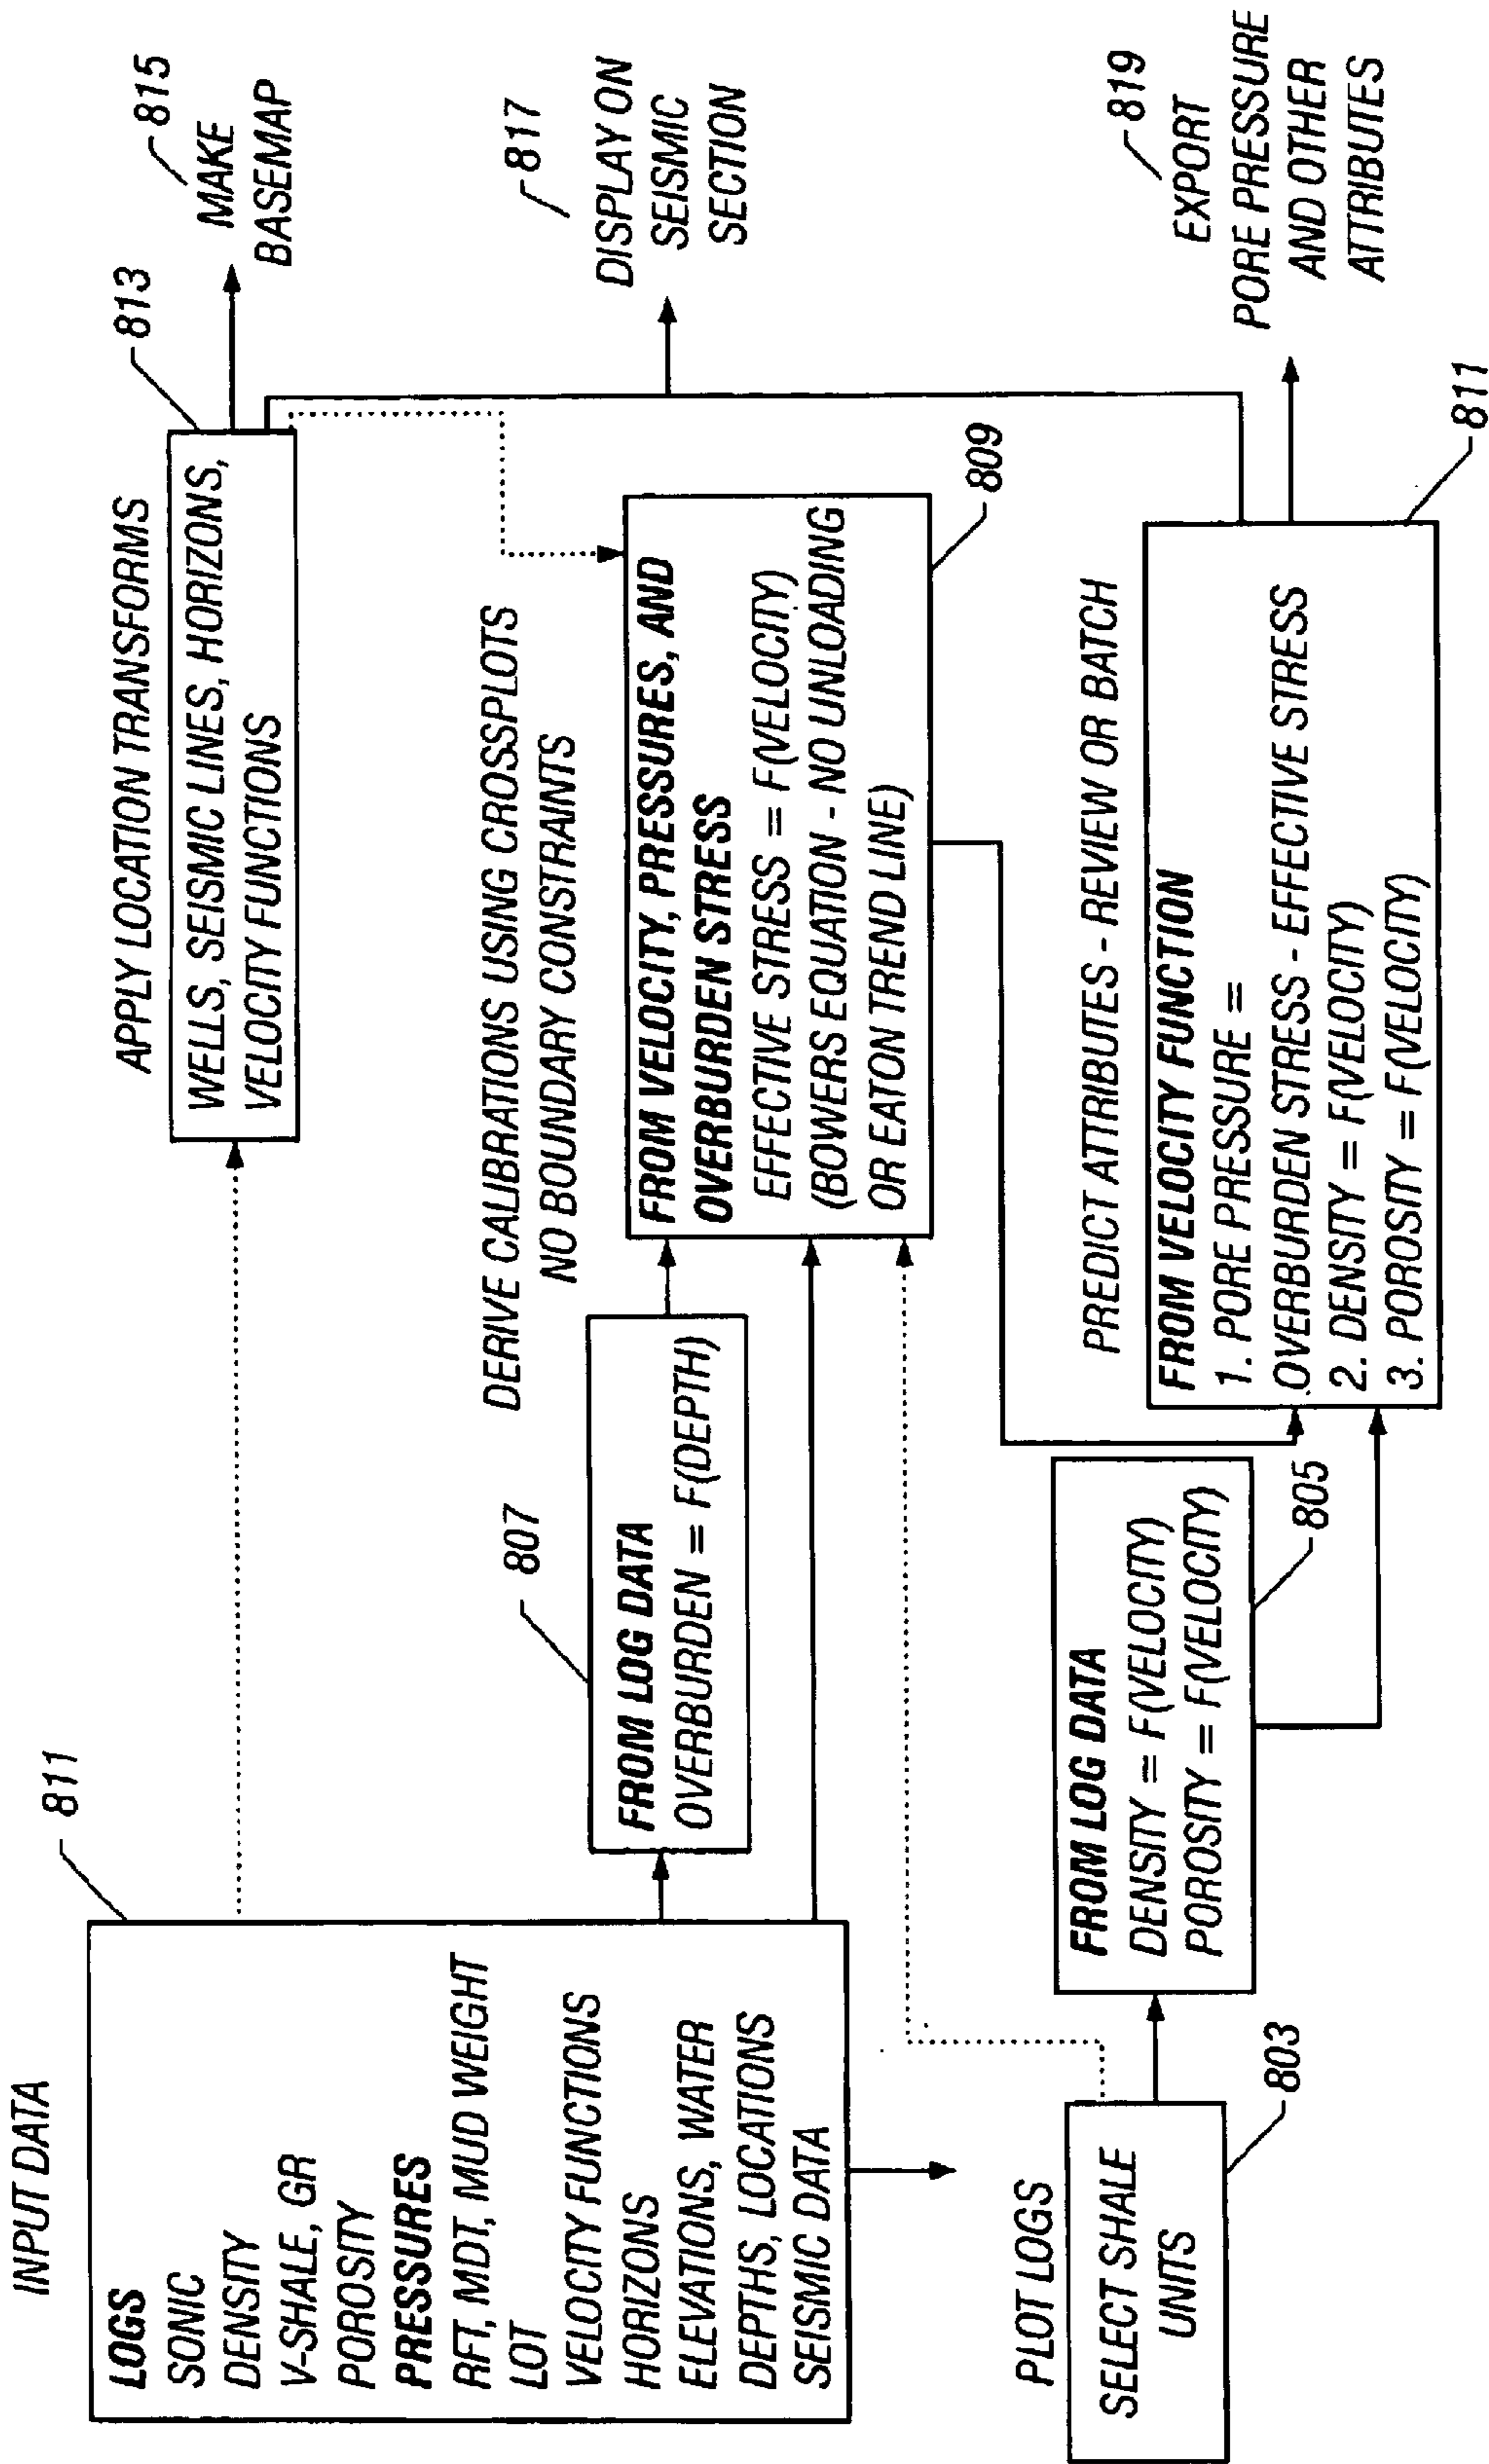 INPUT DATA
811
LOGS
SONIC
DENSITY
V-SHALE, GR
POROSITY
PRESSURES
RFT, MDT, MUD WEIGHT
LOT
VELOCITY FUNCTIONS
HORIZONS
ELEVATIONS, WATER
DEPTHS, LOCATIONS
SEISMIC DATA
PLOT LOGS
SELECT SHALE
UNITS
803
807
FROM LOG DATA
OVERBURDEN = F(DEPTH)
FROM LOG DATA
DENSITY = F(VELOCITY)
POROSITY = F(VELOCITY)
805
APPLY LOCATION TRANSFORMS
813
WELLS, SEISMIC LINES, HORIZONS,
VELOCITY FUNCTIONS
DERIVE CALIBRATIONS USING CROSSPLOTS
NO BOUNDARY CONSTRAINTS
FROM VELOCITY, PRESSURES, AND
OVERBURDEN STRESS
EFFECTIVE STRESS = F(VELOCITY)
(BOWERS EQUATION - NO UNLOADING
OR EATON TREND LINE)
809
PREDICT ATTRIBUTES - REVIEW OR BATCH
FROM VELOCITY FUNCTION
1. PORE PRESSURE =
OVERBURDEN STRESS - EFFECTIVE STRESS
2. DENSITY = F(VELOCITY)
3. POROSITY = F(VELOCITY)
811
815
MAKE
BASEMAP
817
DISPLAY ON
SEISMIC
SECTION
819
EXPORT
PORE PRESSURE
AND OTHER
ATTRIBUTES